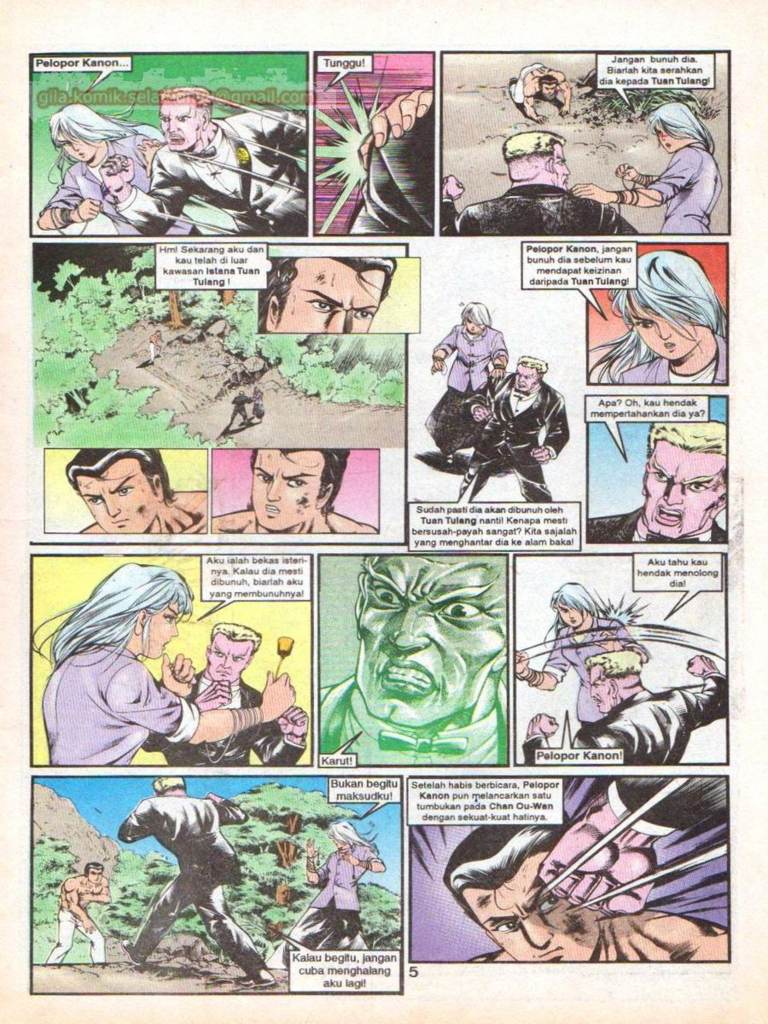 Pelopor Kanon...
gila.komik.sela @gmail.com
Tunggu!
Jangan bunuh dia.
Biarlah kita serahkan
dia kepada Tuan Tulang!
Hm! Sekarang aku dan
kau telah di luar
kawasan Istana Tuan
Tulang !
Pelopor Kanon, jangan
bunuh dia sebelum kau
mendapat keizinan
daripada Tuan Tulang!
Apa? Oh, kau hendak
mempertahankan dia ya?
Sudah pasti dia akan dibunuh oleh
Tuan Tulang nanti! Kenapa mesti
bersusah-payah sangat? Kita sajalah
yang menghantar dia ke alam baka!
Aku ialah bekas isteri-
nya. Kalau dia mesti
dibunuh, biarlah aku
yang membunuhnya!
Karut!
Aku tahu kau
hendak menolong
dia!
Pelopor Kanon!
Bukan begitu
maksudku!
Kalau begitu, jangan
cuba menghalang
aku lagi!
Setelah habis berbicara, Pelopor
Kanon pun melancarkan satu
tumbukan pada Chan Ou-Wan
dengan sekuat-kuat hatinya.
5